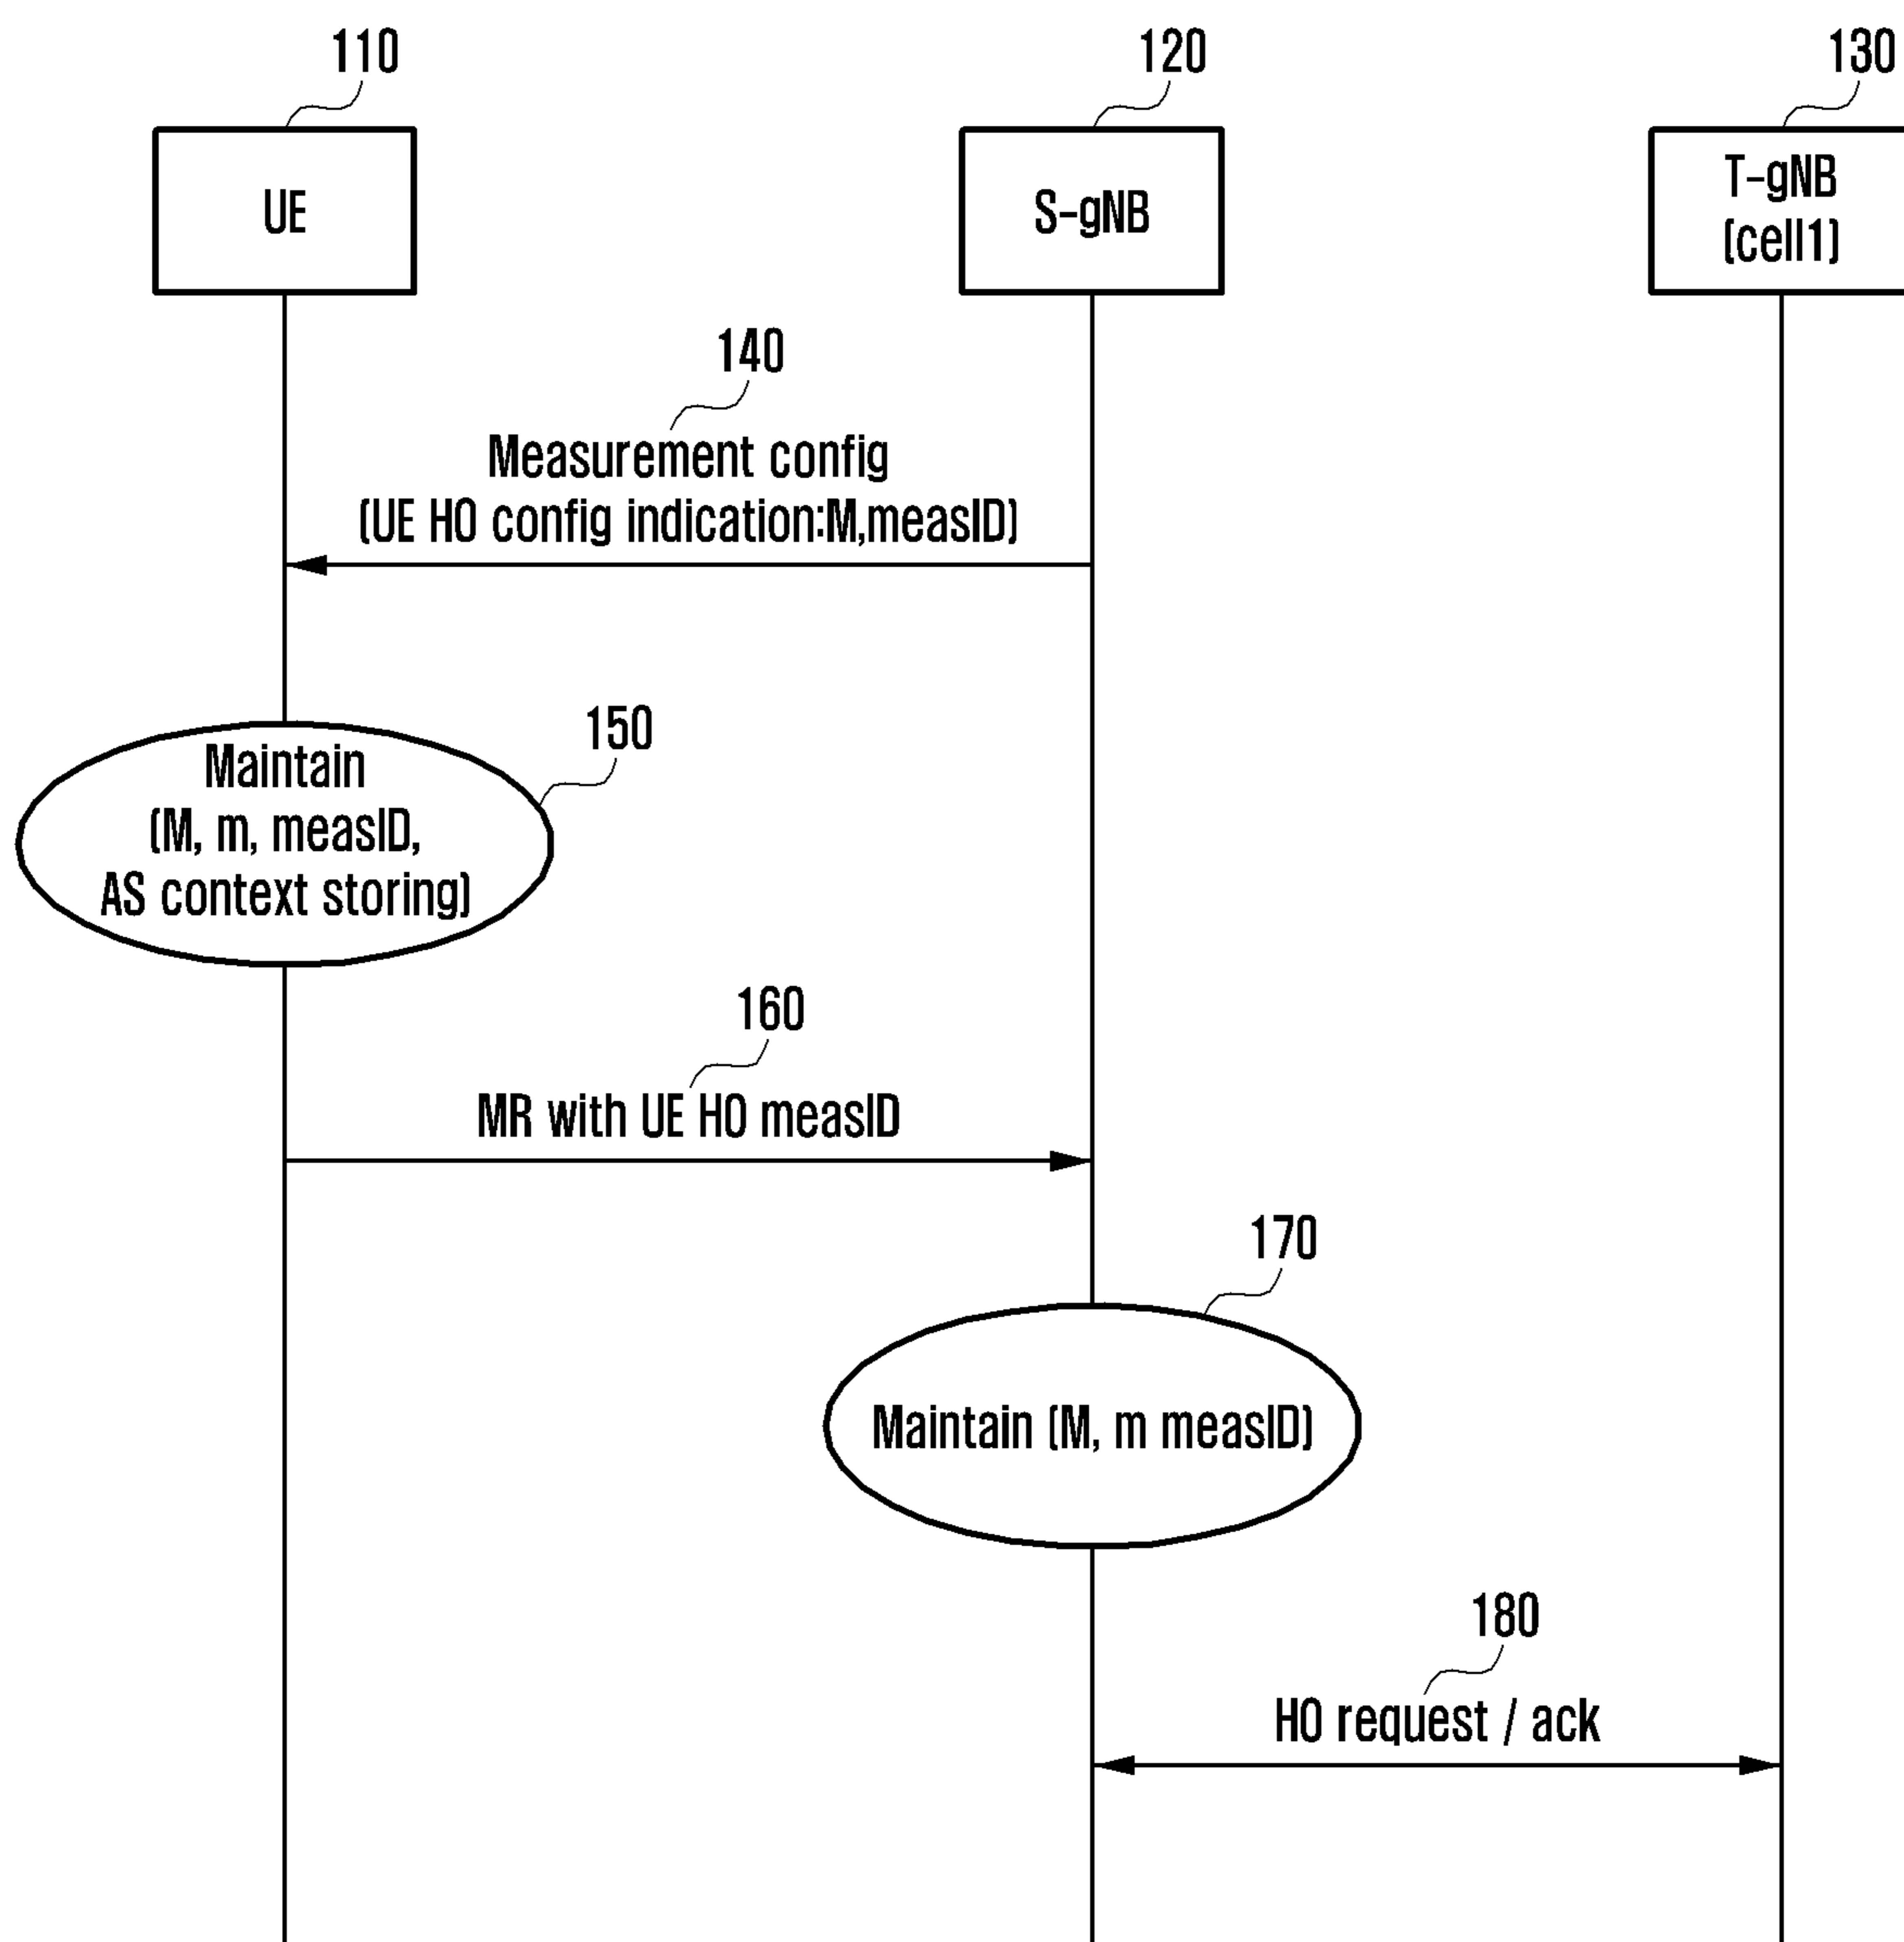 110
120
130
UE
S-gNB
T-gNB
(cell1)
140
Measurement config
(UE HO config indication:M,measID)
150
Maintain
(M, m, measID,
AS context storing)
160
MR with UE HO measID
170
Maintain (M, m measID)
180
HO request / ack